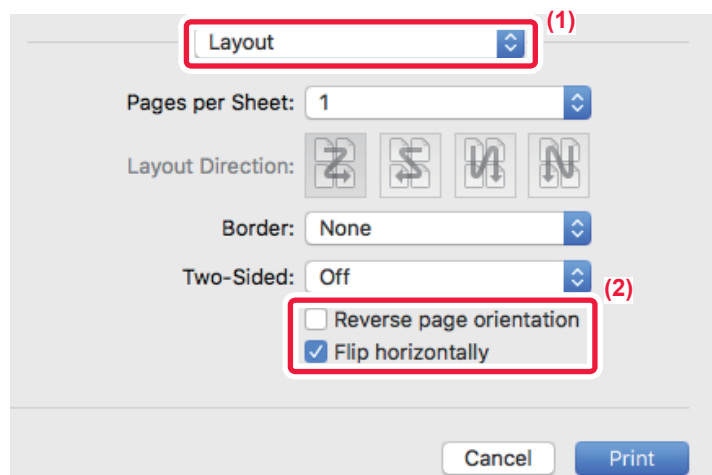 (1)
Layout
Pages per Sheet: 1
Layout Direction:
Border: None
Two-Sided: Off
(2)
Reverse page orientation
Flip horizontally
Cancel Print